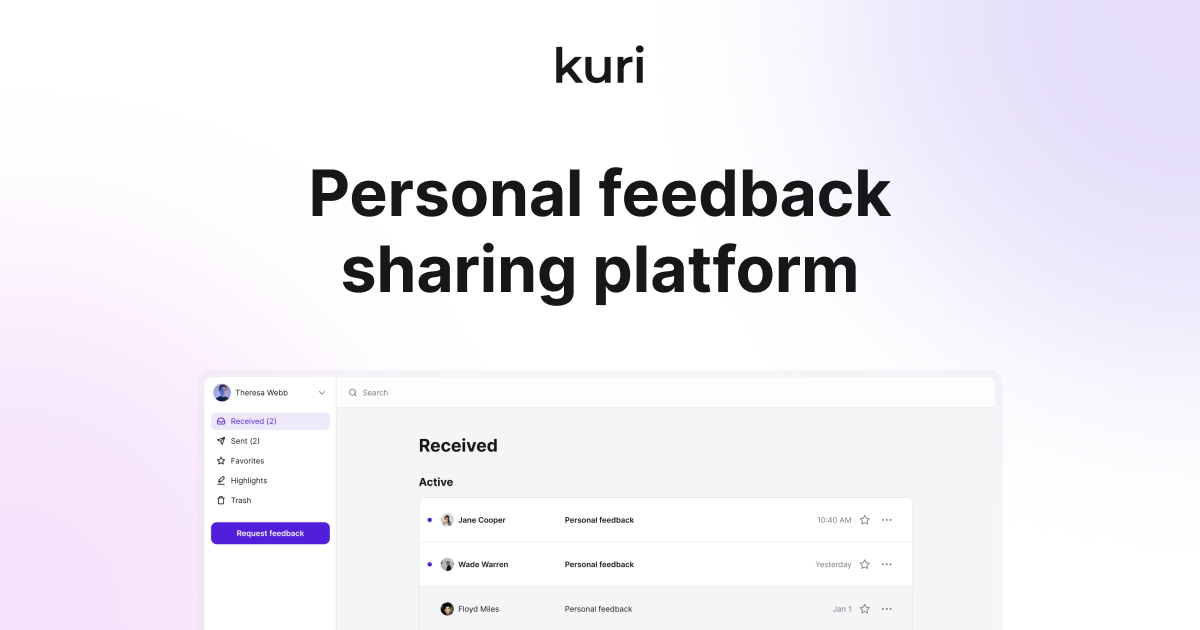 kuri
Personal feedback
sharing platform
Theresa Webb
Search
Received (2)
Sent (2)
Favorites
Highlights
Trash
Request feedback
Received
Active
Jane Cooper Personal feedback 10:40 AM
Wade Warren Personal feedback Yesterday
Floyd Miles Personal feedback Jan 1